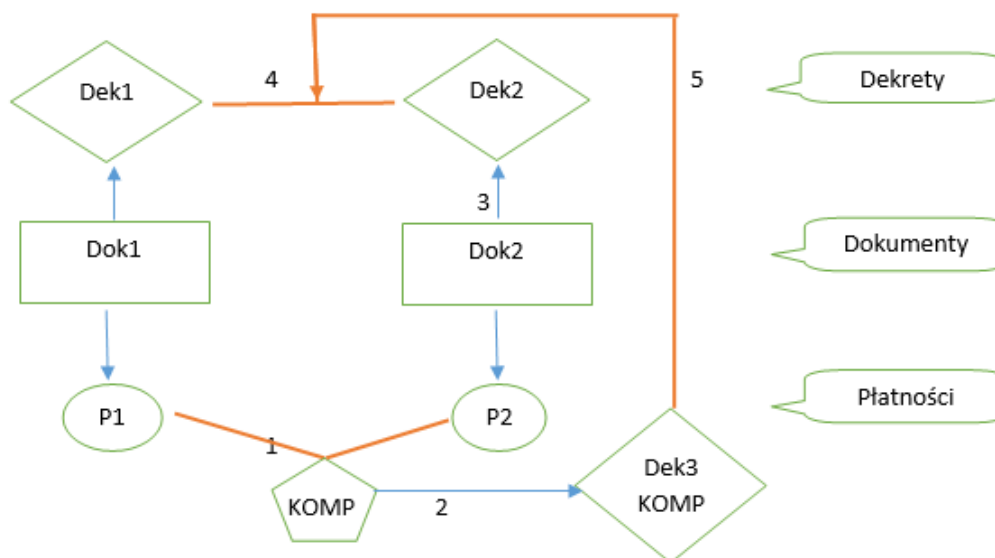 Dek1
4
Dek2
5
Dekrety
3
Dok1
Dok2
Dokumenty
P1
P2
Płatności
1
KOMP
2
Dek3
KOMP